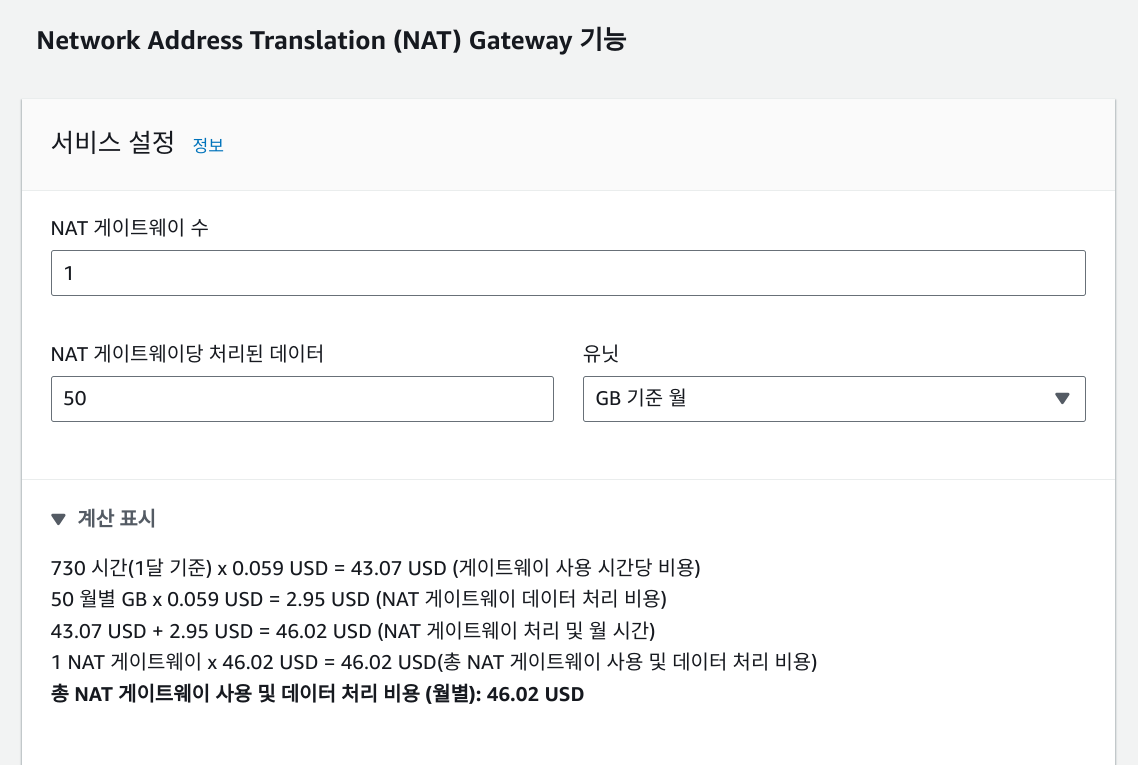 Network Address Translation (NAT) Gateway 기능
서비스 설정 정보
NAT 게이트웨이 수
1
NAT 게이트웨이당 처리된 데이터
50
유닛
GB 기준 월
계산 표시
730 시간(1달 기준) x 0.059 USD = 43.07 USD (게이트웨이 사용 시간당 비용)
50 월별 GB x 0.059 USD = 2.95 USD (NAT 게이트웨이 데이터 처리 비용)
43.07 USD + 2.95 USD = 46.02 USD (NAT 게이트웨이 처리 및 월 시간)
1 NAT 게이트웨이 x 46.02 USD = 46.02 USD(총 NAT 게이트웨이 사용 및 데이터 처리 비용)
총 NAT 게이트웨이 사용 및 데이터 처리 비용 (월별): 46.02 USD